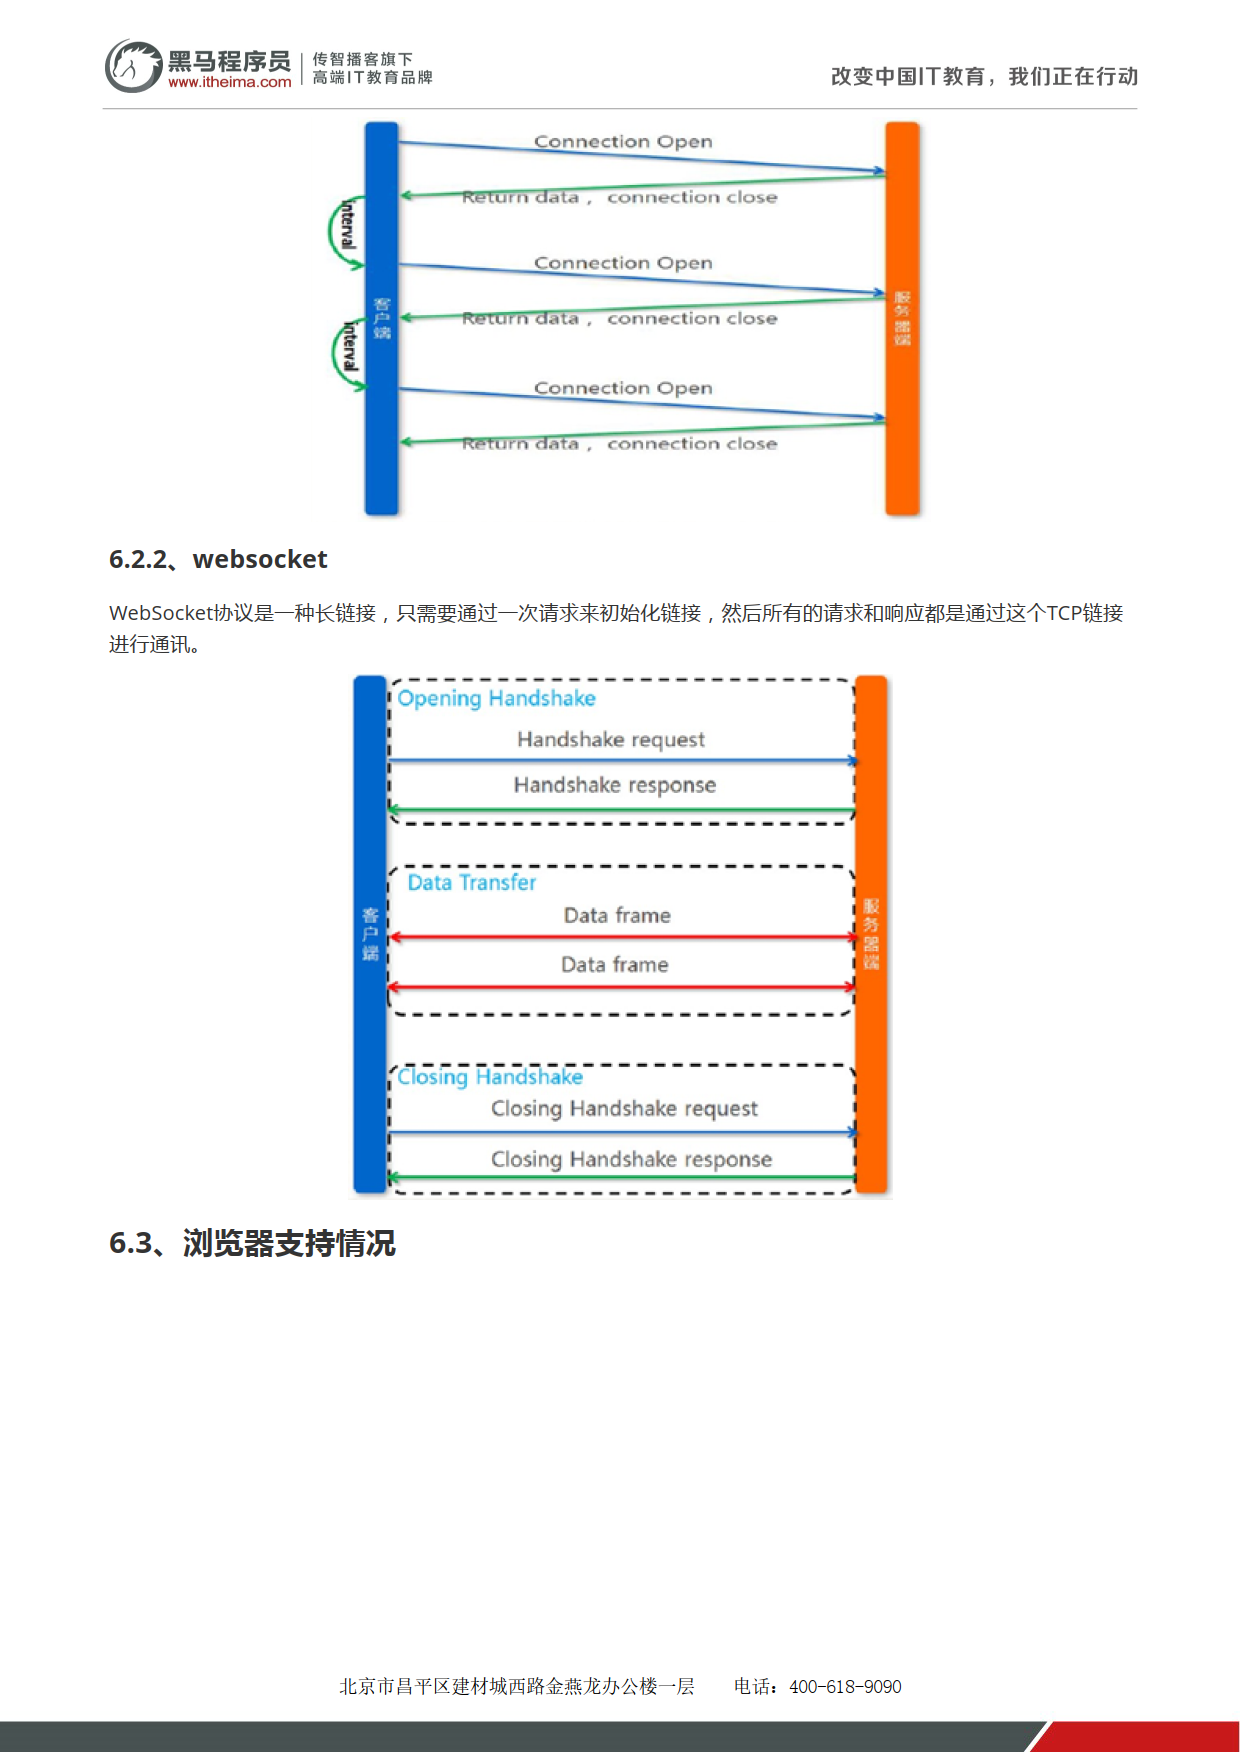 黑马程序员
www.itheima.com
传智播客旗下
高端IT教育品牌
改变中国IT教育，我们正在行动
Connection Open
Return data， connection close
interval
Connection Open
客户端
服务器端
Return data， connection close
interval
Connection Open
Return data， connection close
6.2.2、websocket
WebSocket协议是一种长链接，只需要通过一次请求来初始化链接，然后所有的请求和响应都是通过这个TCP链接
进行通讯。
Opening Handshake
Handshake request
Handshake response
Data Transfer
客户端
服务器端
Data frame
Data frame
Closing Handshake
Closing Handshake request
Closing Handshake response
6.3、浏览器支持情况
北京市昌平区建材城西路金燕龙办公楼一层 电话：400-618-9090